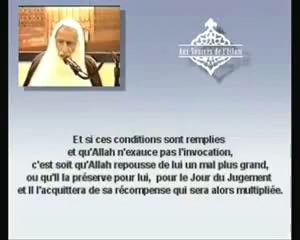 Aux Sources de l'Islam
Et si ces conditions sont remplies
et qu'Allah n'exauce pas l'invocation,
c'est soit qu'Allah repousse de lui un mal plus grand,
ou qu'Il la préserve pour lui,  pour le Jour du Jugement
et Il l'acquittera de sa récompense qui sera alors multipliée.